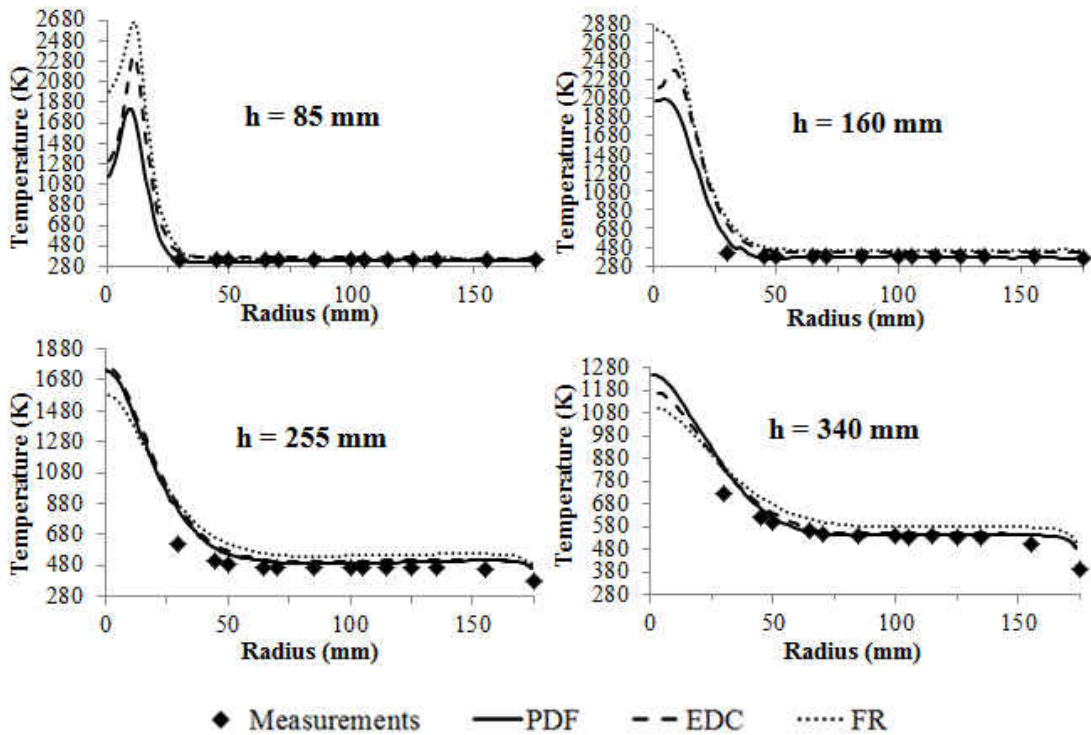 Temperature (K)
2680
2480
2280
2080
1880
1680
1480
1280
1080
880
680
480
280
h = 85 mm
0 50 100 150
Radius (mm)
Temperature (K)
2880
2680
2480
2280
2080
1880
1680
1480
1280
1080
880
680
480
280
h = 160 mm
0 50 100 150
Radius (mm)
Temperature (K)
1880
1680
1480
1280
1080
880
680
480
280
h = 255 mm
0 50 100 150
Radius (mm)
Temperature (K)
1280
1180
1080
980
880
780
680
580
480
380
280
h = 340 mm
0 50 100 150
Radius (mm)
Measurements PDF EDC FR